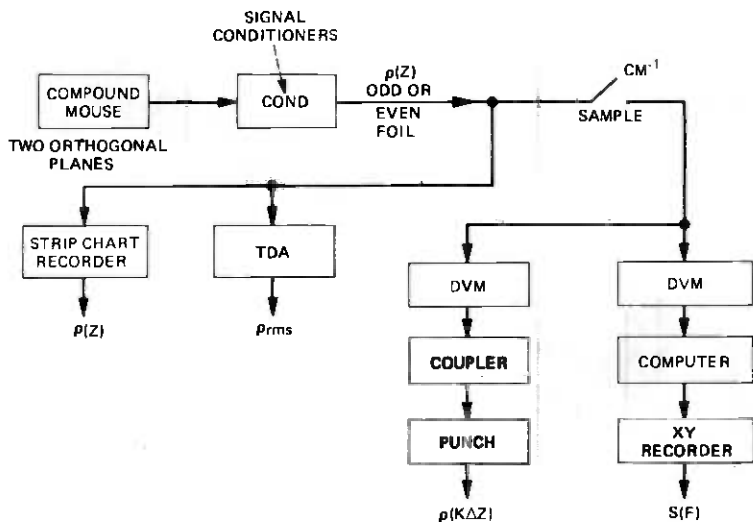 SIGNAL
CONDITIONERS
COMPOUND
MOUSE
TWO ORTHOGONAL
PLANES
COND
ρ(Z)
ODD OR
EVEN
FOIL
CM⁻¹
SAMPLE
STRIP CHART
RECORDER
ρ(Z)
TDA
ρrms
DVM
COUPLER
PUNCH
ρ(KΔZ)
DVM
COMPUTER
XY
RECORDER
S(F)